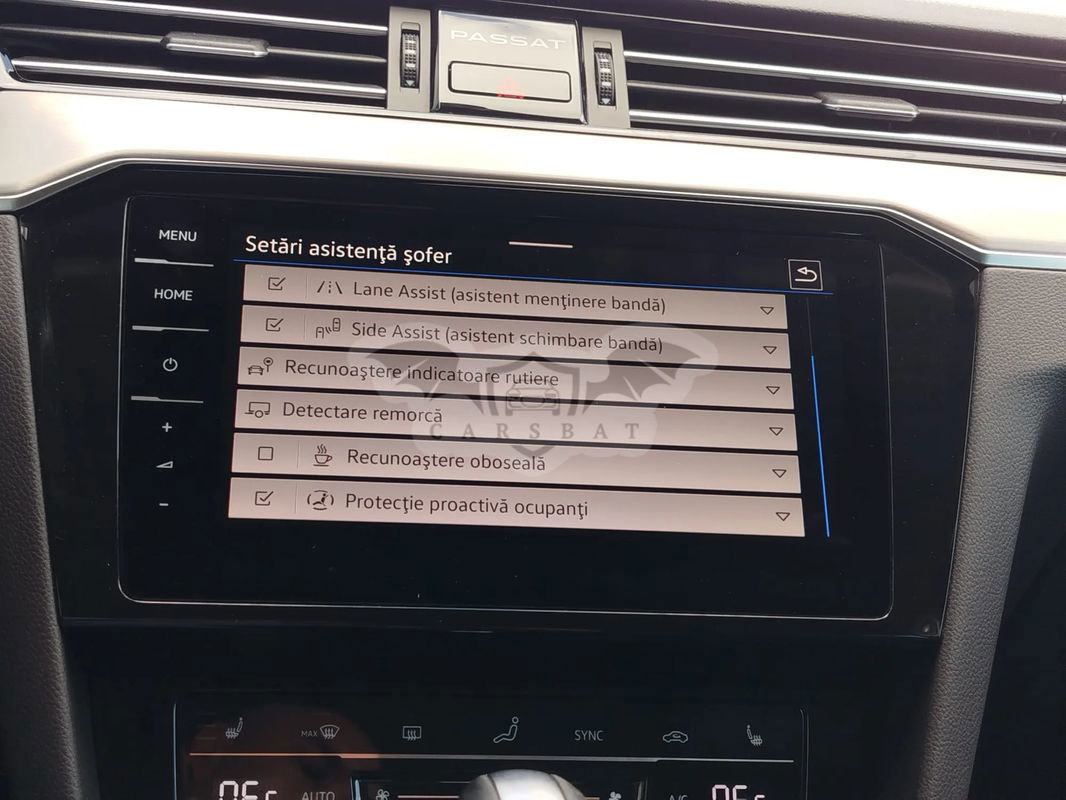 PASSAT
MENU
Setări asistenţă şofer
HOME
Lane Assist (asistent menţinere bandă)
Side Assist (asistent schimbare bandă)
Recunoaştere indicatoare rutiere
Detectare remorcă
CARSBAT
Recunoaştere oboseală
Protecţie proactivă ocupanţi
MAX
SYNC
AUTO
A/C